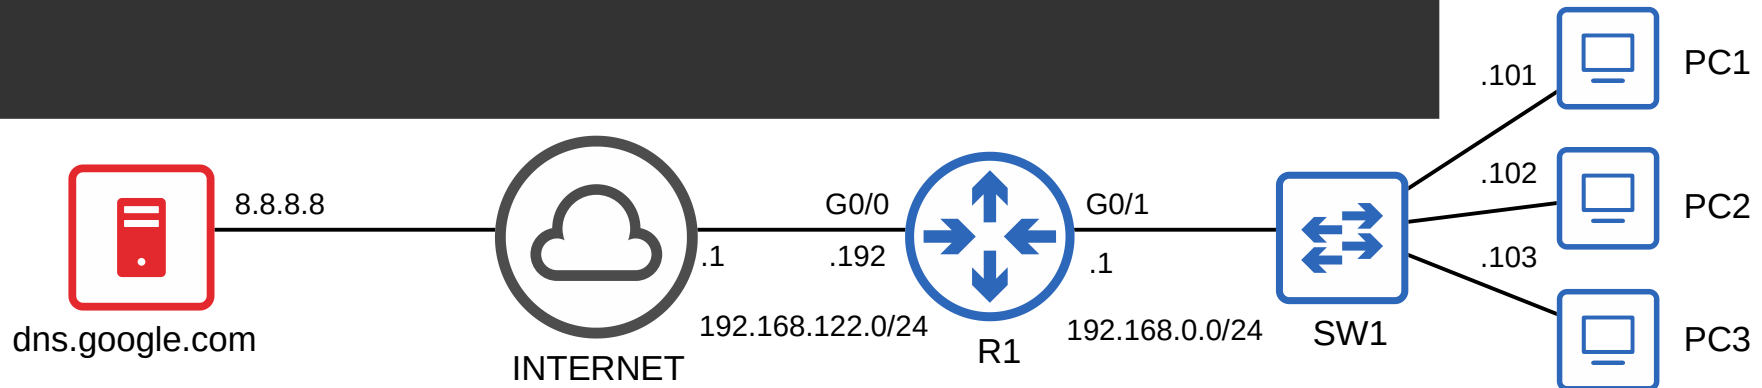 PC1
.101
.102
PC2
8.8.8.8
G0/0
G0/1
.1
.192
.1
.103
192.168.122.0/24
192.168.0.0/24
SW1
PC3
dns.google.com
R1
INTERNET